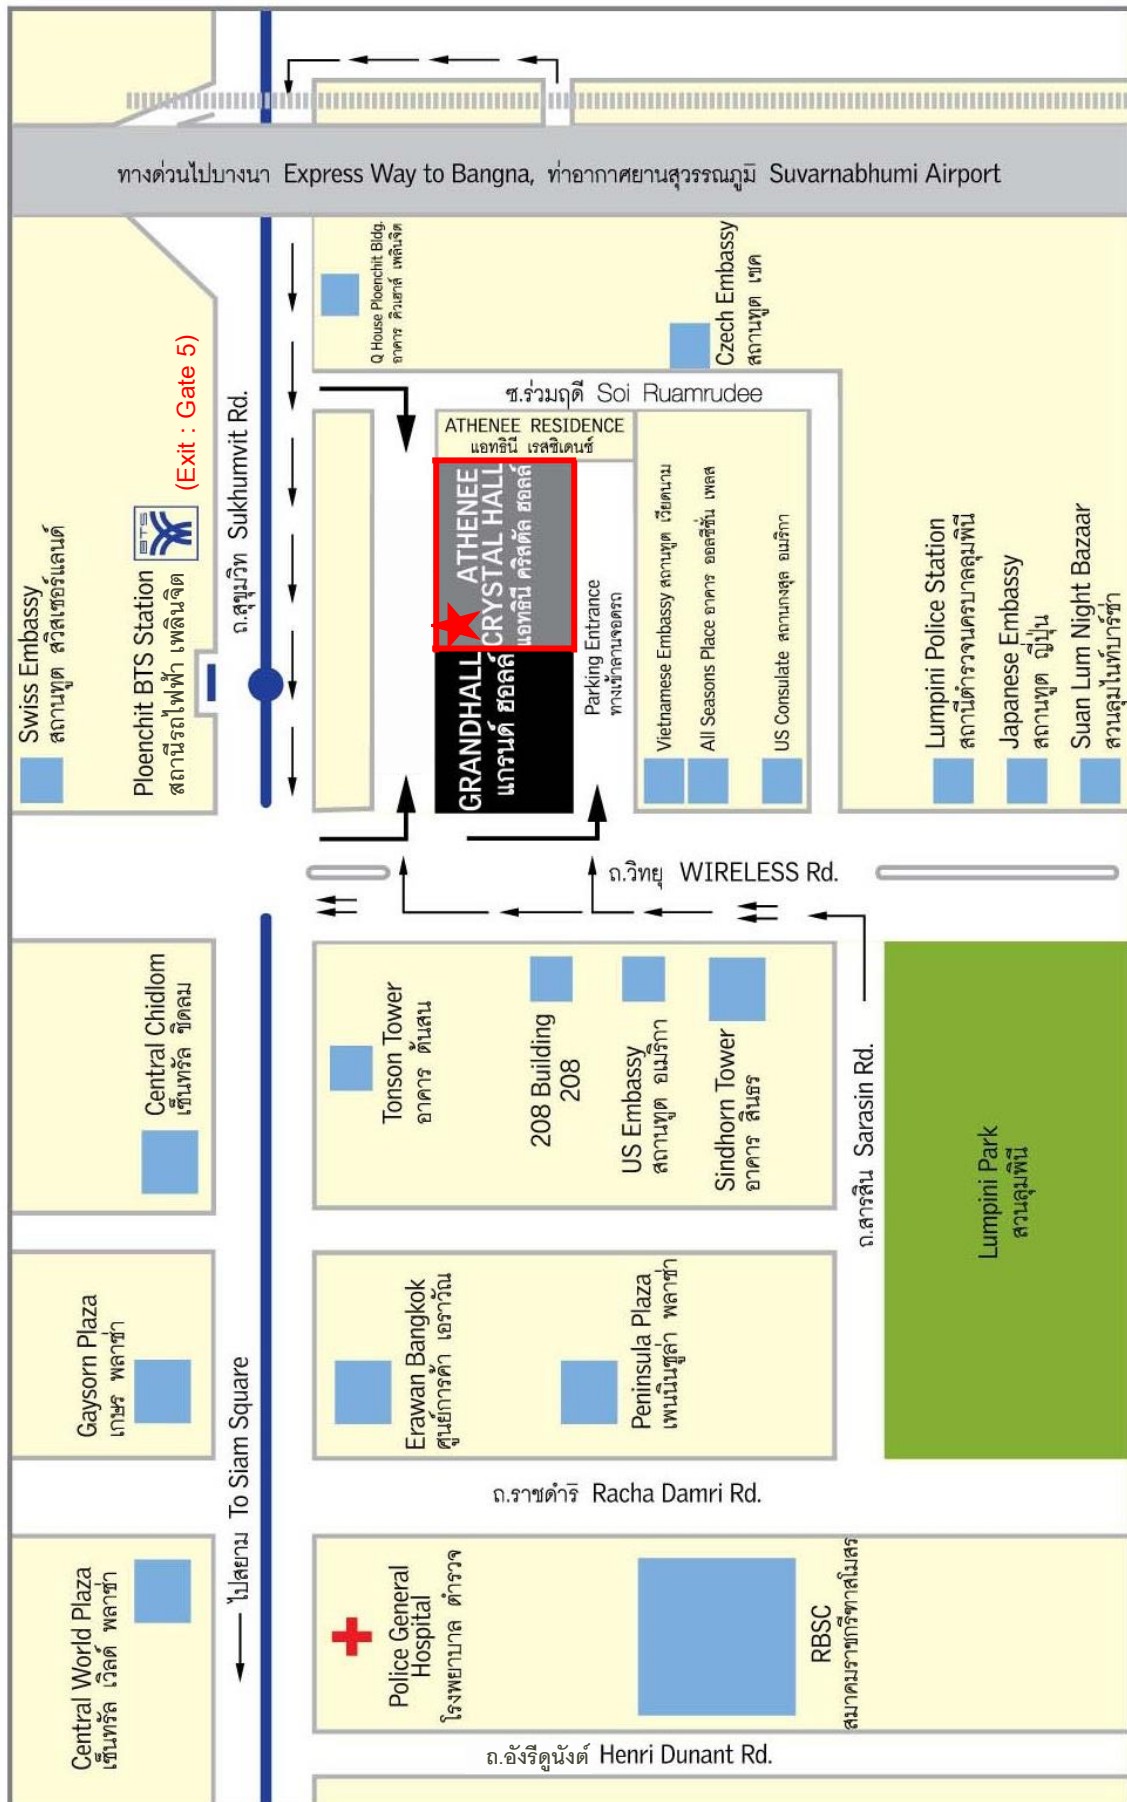 ทางด่วนไปบางนา Express Way to Bangna, ท่าอากาศยานสุวรรณภูมิ Suvarnabhumi Airport
Q House Ploenchit Bldg.
อาคาร คิวเฮาส์ เพลินจิต
Czech Embassy
สถานทูต เชค
(Exit : Gate 5)
ถ.สุขุมวิท Sukhumvit Rd.
ซ.ร่วมฤดี Soi Ruamrudee
ATHENEE RESIDENCE
แอทธินี เรสซิเดนซ์
ATHENEE
CRYSTAL HALL
แอทธินี คริสตัล ฮอลล์
GRANDHALL
แกรนด์ ฮอลล์
Parking Entrance
ทางเข้าลานจอดรถ
Swiss Embassy
สถานทูต สวิสเซอร์แลนด์
BTS
Ploenchit BTS Station
สถานีรถไฟฟ้า เพลินจิต
Vietnamese Embassy สถานทูต เวียดนาม
All Seasons Place อาคาร ออลซีซั่น เพลส
US Consulate สถานกงสุล อเมริกา
Lumpini Police Station
สถานีตำรวจนครบาลลุมพินี
Japanese Embassy
สถานทูต ญี่ปุ่น
Suan Lum Night Bazaar
สวนลุมไนท์บาร์ซ่า
ถ.วิทยุ WIRELESS Rd.
Central Chidlom
เซ็นทรัล ชิดลม
Tonson Tower
อาคาร ต้นสน
208 Building
208
US Embassy
สถานทูต อเมริกา
Sindhorn Tower
อาคาร สินธร
ถ.สารสิน Sarasin Rd.
Lumpini Park
สวนลุมพินี
Gaysorn Plaza
เกษร พลาซ่า
Erawan Bangkok
ศูนย์การค้า เอราวัณ
Peninsula Plaza
เพนนินซูล่า พลาซ่า
ไปสยาม To Siam Square
ถ.ราชดำริ Racha Damri Rd.
Central World Plaza
เซ็นทรัล เวิลด์ พลาซ่า
Police General
Hospital
โรงพยาบาล ตำรวจ
RBSC
สมาคมราชกรีฑาสโมสร
ถ.อังรีดูนังต์ Henri Dunant Rd.